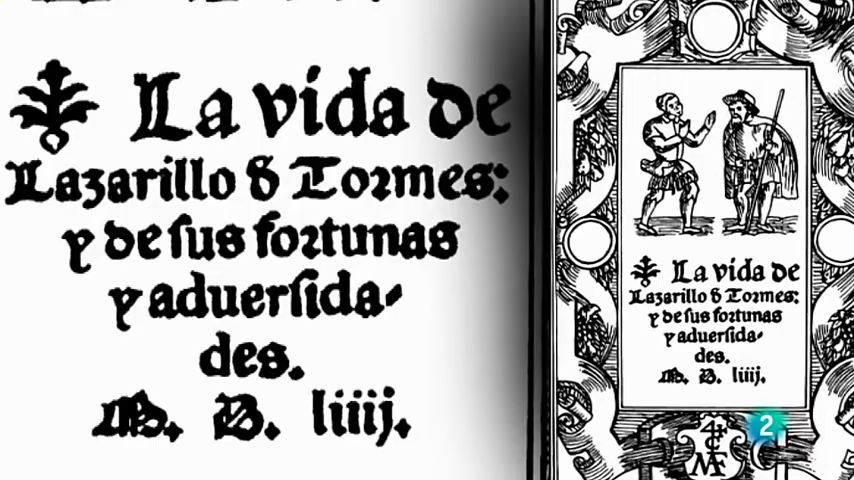 La vida de
Lazarillo ð Tormes:
y de ſus fortunas
y aduerſida⸗
des.
M. D. liiij.
La vida de
Lazarillo ð Tormes:
y de ſus fortunas
y aduerſida⸗
des.
M. D. liiij.
2